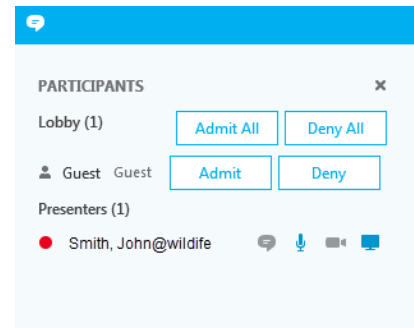 PARTICIPANTS
Lobby (1) Admit All Deny All
Guest Guest Admit Deny
Presenters (1)
Smith, John@wildife